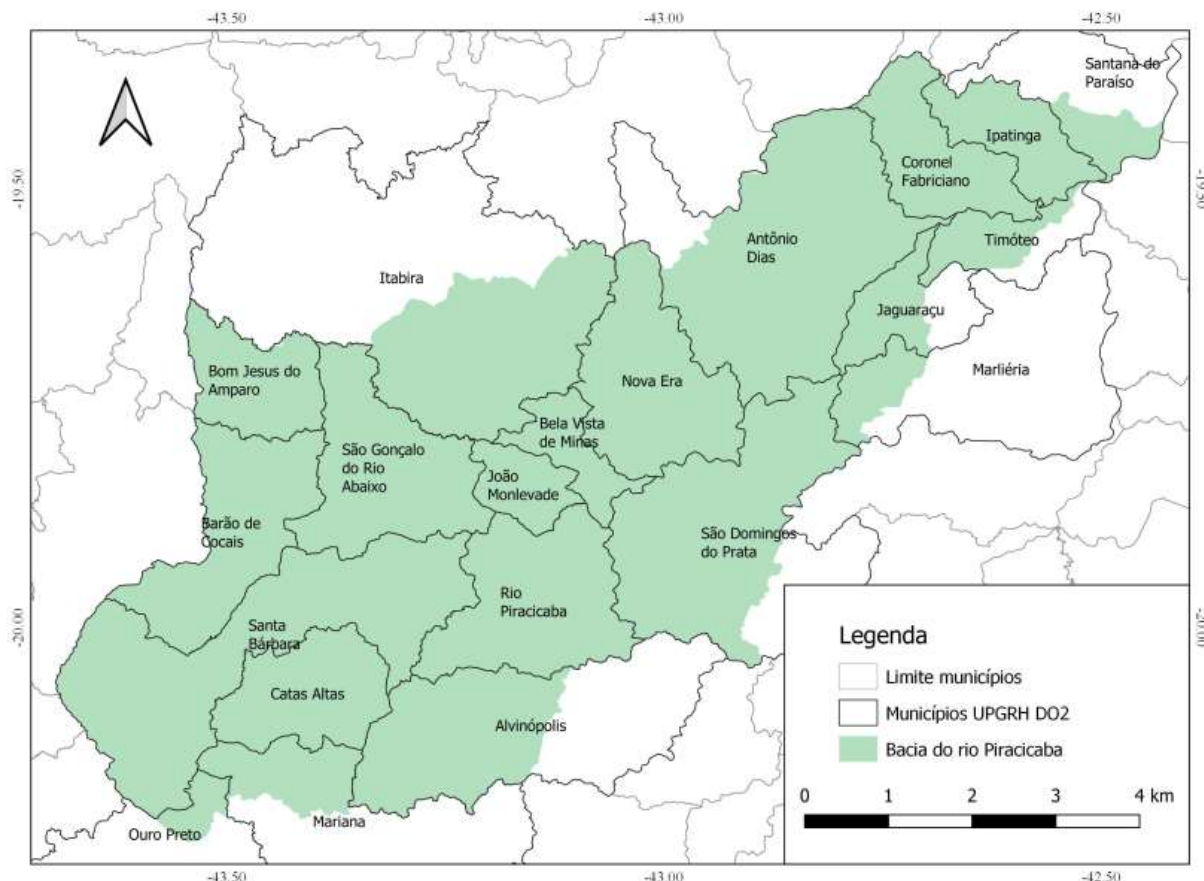 -43.50
-43.00
-42.50
Santana do
Paraíso
Ipatinga
Coronel
Fabriciano
-19.50
-19.50
Antônio
Dias
Timóteo
Itabira
Jaguaraçu
Bom Jesus do
Amparo
Nova Era
Marliéria
Bela Vista
de Minas
São Gonçalo
do Rio
Abaixo
João
Monlevade
Barão de
Cocais
São Domingos
do Prata
Rio
Piracicaba
-20.00
-20.00
Santa
Bárbara
Catas Altas
Alvinópolis
Mariana
Ouro Preto
Legenda
Limite municípios
Municípios UPGRH DO2
Bacia do rio Piracicaba
0 1 2 3 4 km
-43.50
-43.00
-42.50